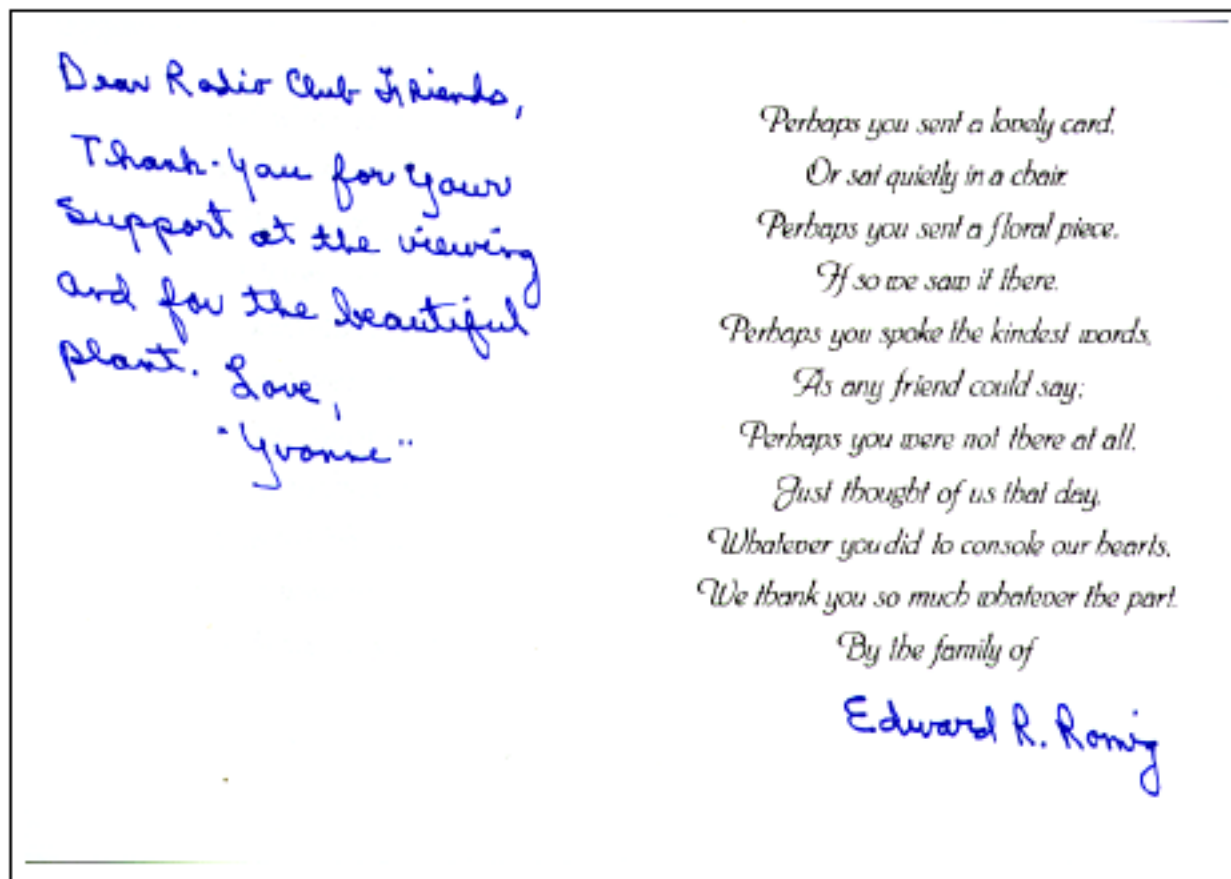 Dear Radio Club Friends,
Thank-you for your
Support at the viewing
and for the beautiful
plant. Love,
"Yvonne"
Perhaps you sent a lovely card,
Or sat quietly in a chair.
Perhaps you sent a floral piece,
If so we saw it there.
Perhaps you spoke the kindest words,
As any friend could say;
Perhaps you were not there at all,
Just thought of us that day.
Whatever you did to console our hearts,
We thank you so much whatever the part.
By the family of
Edward R. Romig